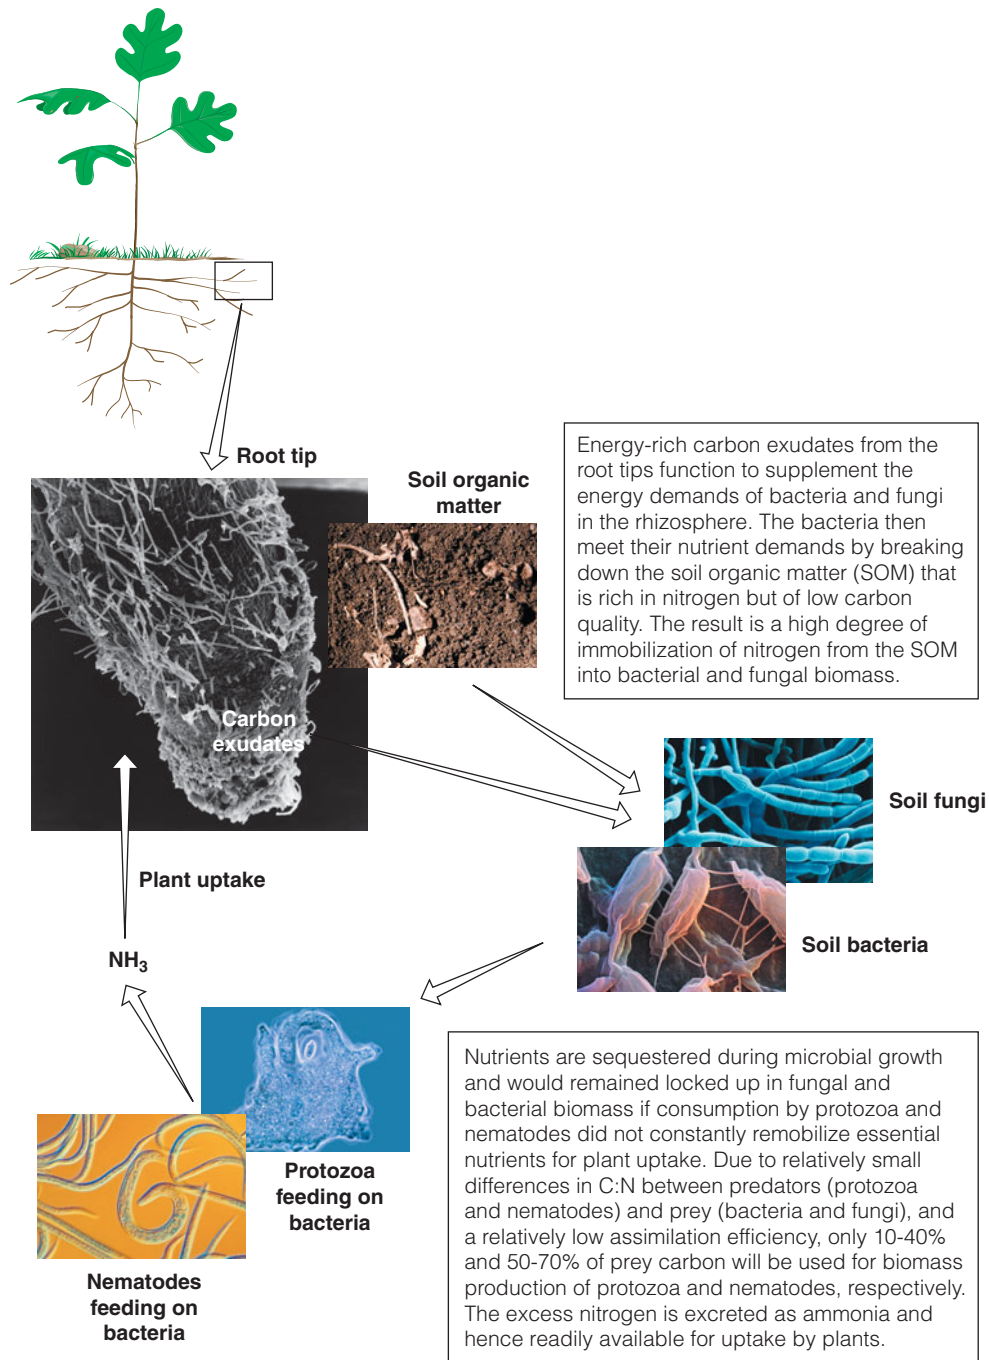 Root tip
Soil organic
matter
Energy-rich carbon exudates from the
root tips function to supplement the
energy demands of bacteria and fungi
in the rhizosphere. The bacteria then
meet their nutrient demands by breaking
down the soil organic matter (SOM) that
is rich in nitrogen but of low carbon
quality. The result is a high degree of
immobilization of nitrogen from the SOM
into bacterial and fungal biomass.
Carbon
exudates
Soil fungi
Plant uptake
Soil bacteria
NH₃
Nutrients are sequestered during microbial growth
and would remained locked up in fungal and
bacterial biomass if consumption by protozoa and
nematodes did not constantly remobilize essential
nutrients for plant uptake. Due to relatively small
differences in C:N between predators (protozoa
and nematodes) and prey (bacteria and fungi), and
a relatively low assimilation efficiency, only 10-40%
and 50-70% of prey carbon will be used for biomass
production of protozoa and nematodes, respectively.
The excess nitrogen is excreted as ammonia and
hence readily available for uptake by plants.
Protozoa
feeding on
bacteria
Nematodes
feeding on
bacteria